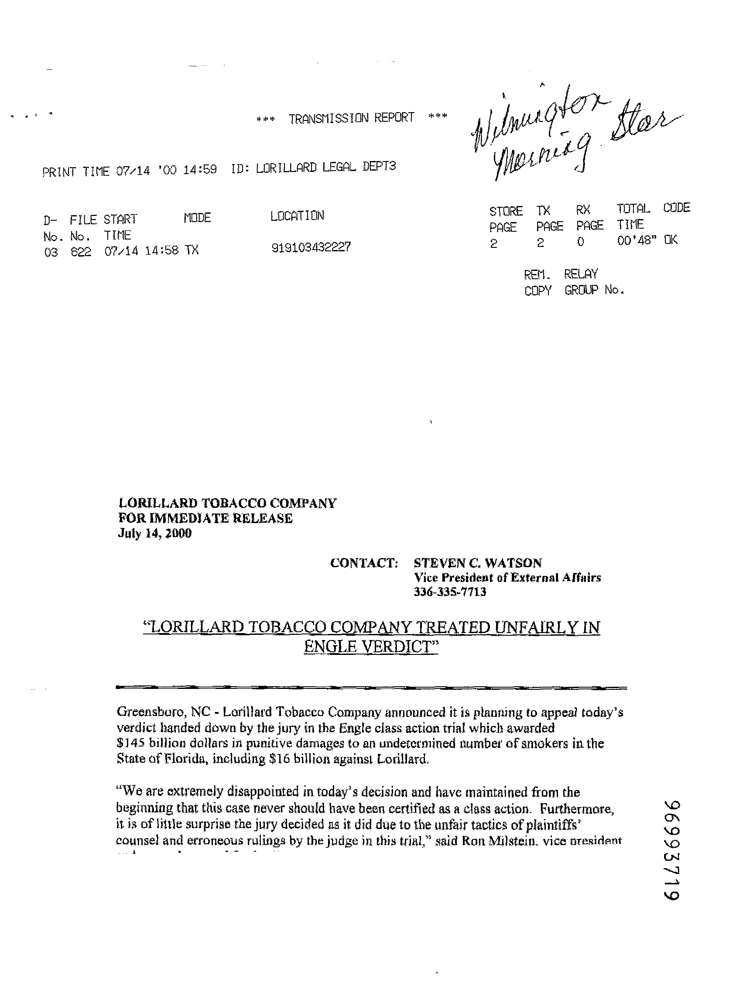 *** TRANSMISSION REPORT ***
Wilmington Star
Morning
PRINT TIME 07/14 '00 14:59 ID: LORILLARD LEGAL DEPT3
D- FILE START MODE LOCATION STORE TX RX TOTAL CODE
No. No. TIME PAGE PAGE PAGE TIME
03 622 07/14 14:58 TX 919103432227 2 2 0 00'48" OK
REM. RELAY
COPY GROUP No.
LORILLARD TOBACCO COMPANY
FOR IMMEDIATE RELEASE
July 14, 2000
CONTACT: STEVEN C. WATSON
Vice President of External Affairs
336-335-7713
“LORILLARD TOBACCO COMPANY TREATED UNFAIRLY IN
ENGLE VERDICT”
Greensboro, NC - Lorillard Tobacco Company announced it is planning to appeal today’s
verdict handed down by the jury in the Engle class action trial which awarded
$145 billion dollars in punitive damages to an undetermined number of smokers in the
State of Florida, including $16 billion against Lorillard.
“We are extremely disappointed in today’s decision and have maintained from the
beginning that this case never should have been certified as a class action. Furthermore,
it is of little surprise the jury decided as it did due to the unfair tactics of plaintiffs’
counsel and erroneous rulings by the judge in this trial,” said Ron Milstein, vice president
96993719